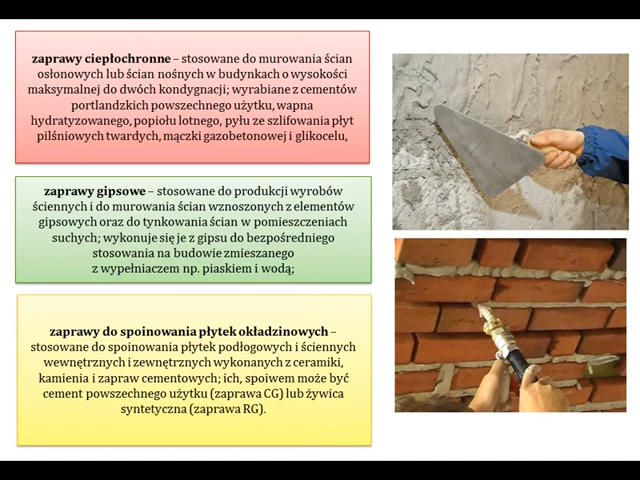 zaprawy ciepłochronne – stosowane do murowania ścian
osłonowych lub ścian nośnych w budynkach o wysokości
maksymalnej do dwóch kondygnacji; wyrabiane z cementów
portlandzkich powszechnego użytku, wapna
hydratyzowanego, popiołu lotnego, pyłu ze szlifowania płyt
pilśniowych twardych, mączki gazobetonowej i glikocelu,
zaprawy gipsowe – stosowane do produkcji wyrobów
ściennych i do murowania ścian wznoszonych z elementów
gipsowych oraz do tynkowania ścian w pomieszczeniach
suchych; wykonuje się je z gipsu do bezpośredniego
stosowania na budowie zmieszanego
z wypełniaczem np. piaskiem i wodą;
zaprawy do spoinowania płytek okładzinowych –
stosowane do spoinowania płytek podłogowych i ściennych
wewnętrznych i zewnętrznych wykonanych z ceramiki,
kamienia i zapraw cementowych; ich, spoiwem może być
cement powszechnego użytku (zaprawa CG) lub żywica
syntetyczna (zaprawa RG).